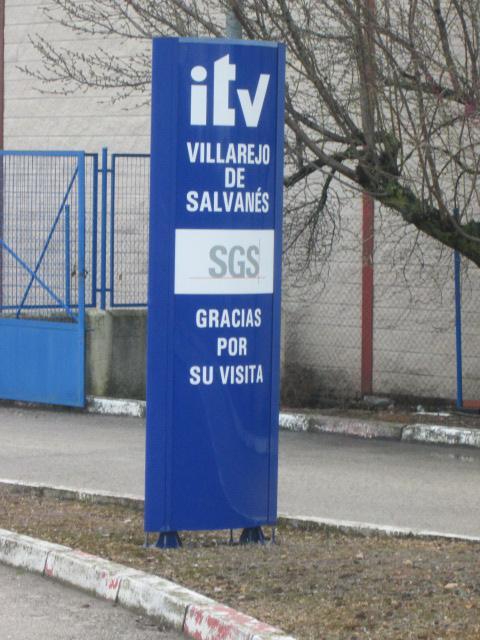 itv
VILLAREJO
DE
SALVANÉS
SGS
GRACIAS
POR
SU VISITA